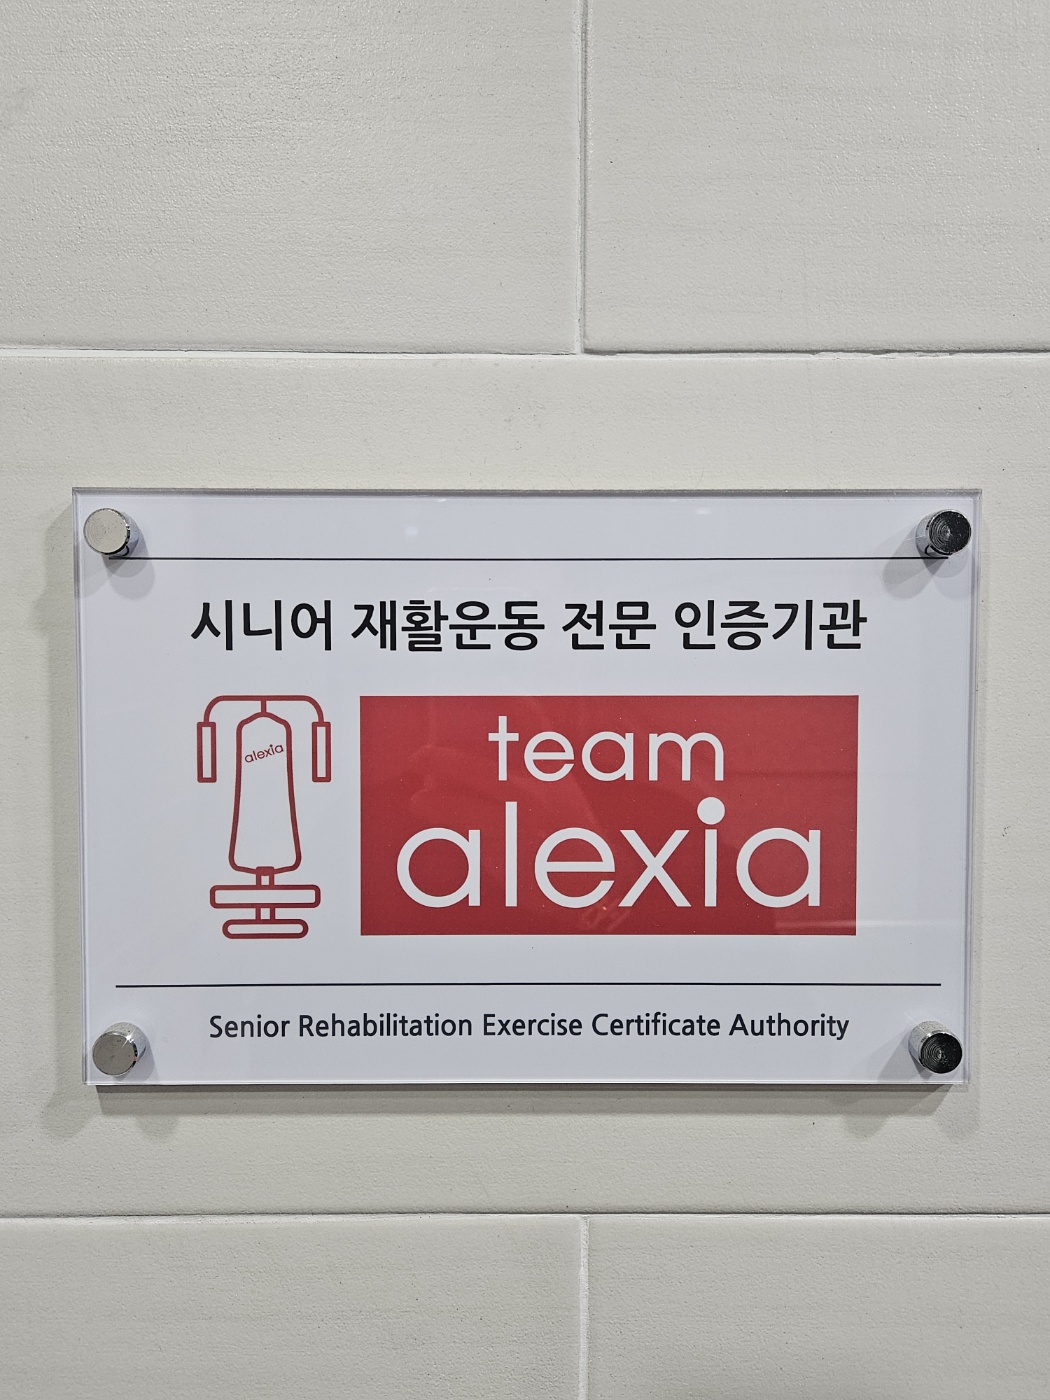 시니어 재활운동 전문 인증기관
alexia
team
alexia
Senior Rehabilitation Exercise Certificate Authority